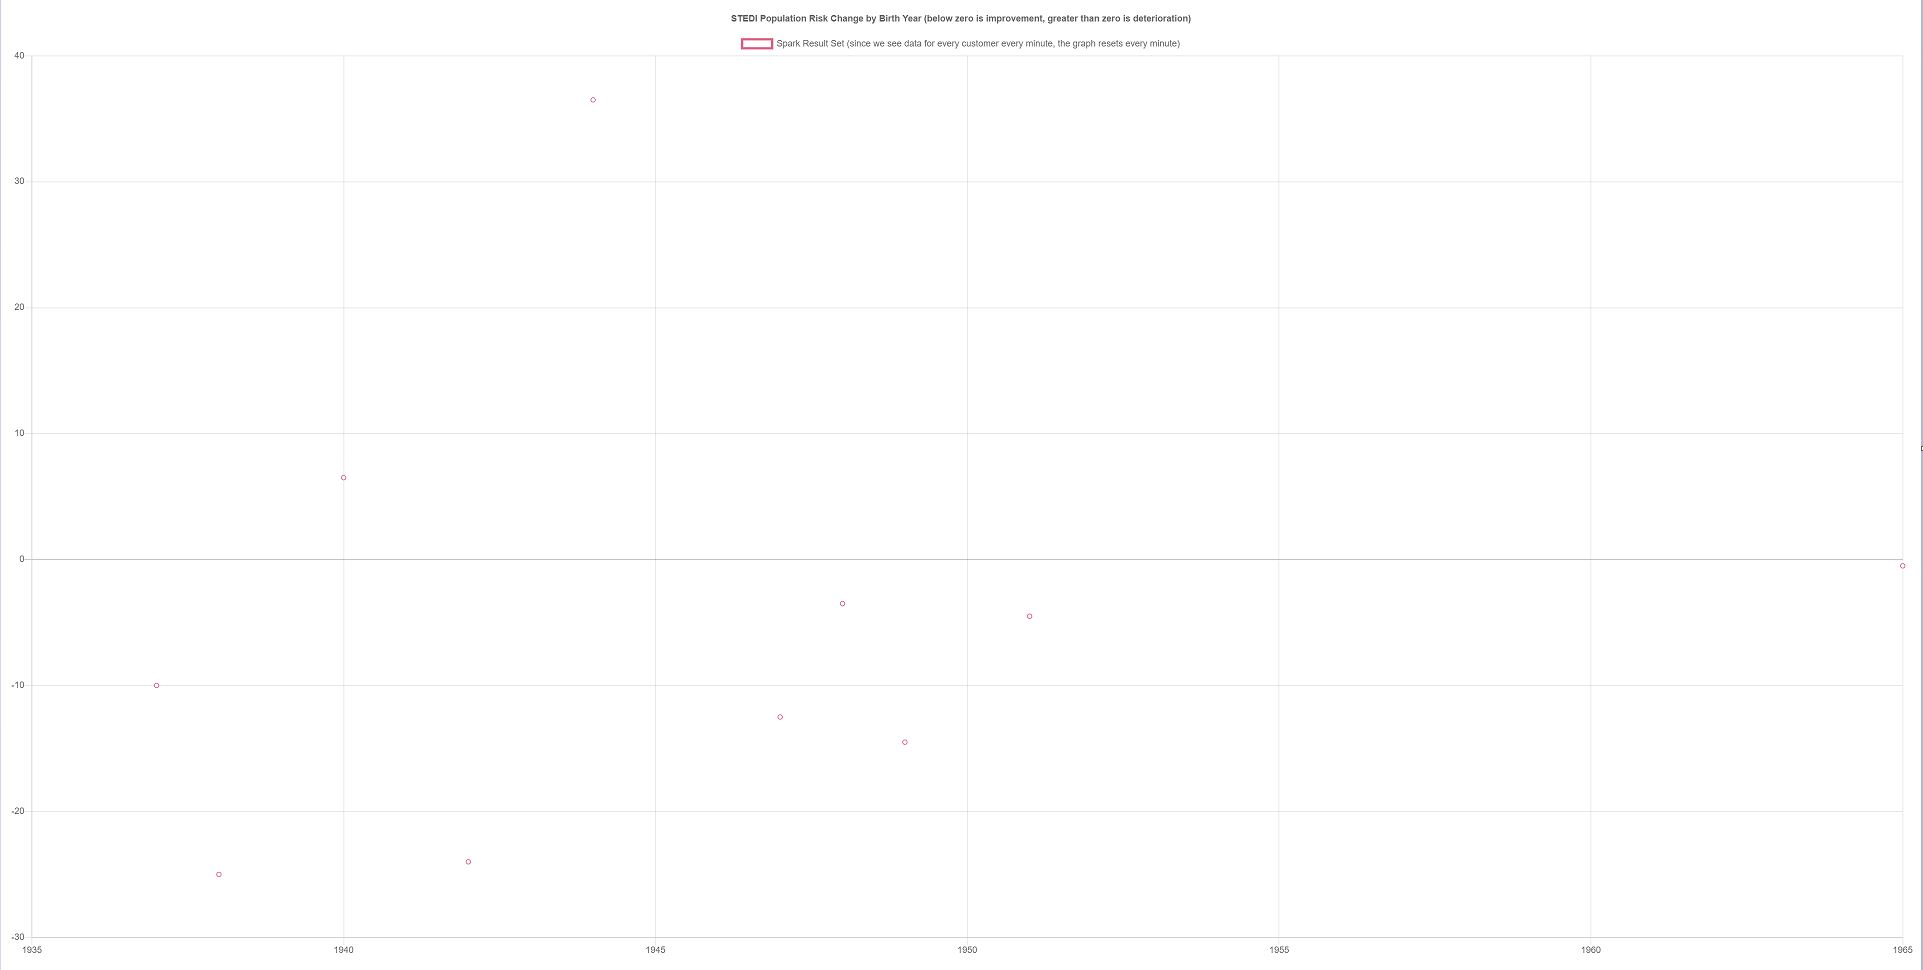 STEDI Population Risk Change by Birth Year (below zero is improvement, greater than zero is deterioration)
Spark Result Set (since we see data for every customer every minute, the graph resets every minute)
40
30
20
10
0
-10
-20
-30
1935 1940 1945 1950 1955 1960 1965